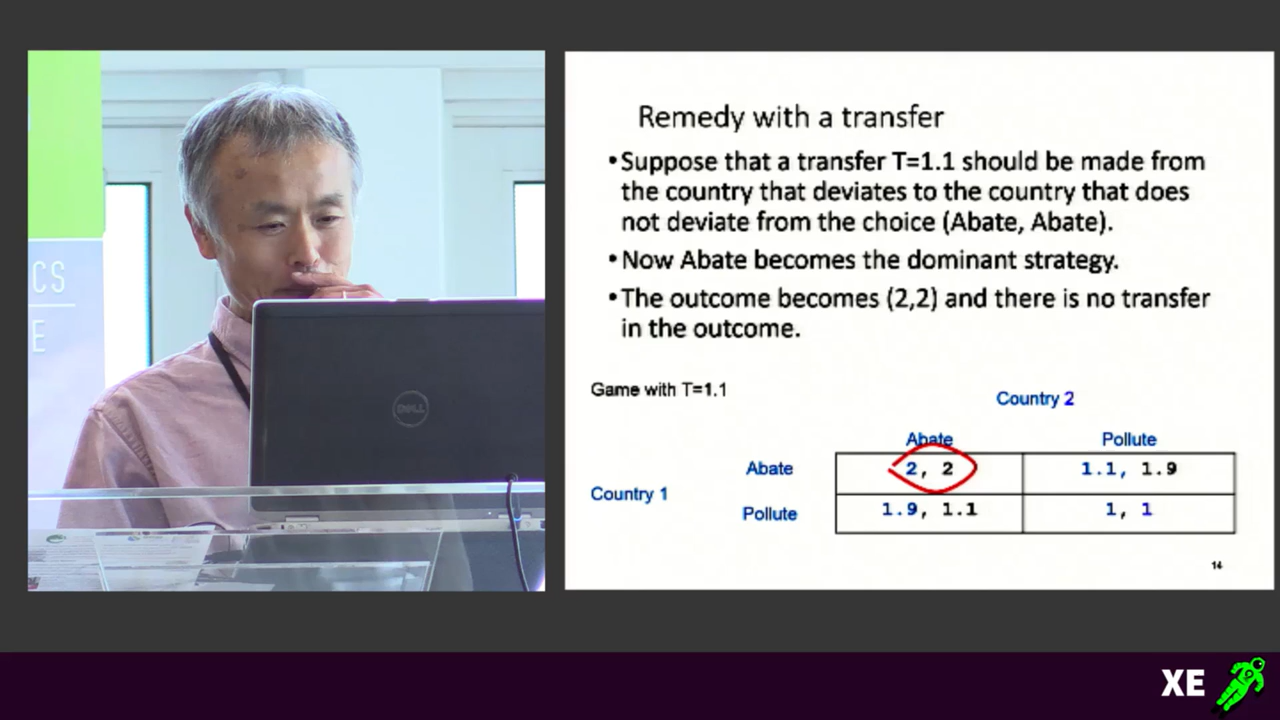 CS
E
DELL
Remedy with a transfer
•Suppose that a transfer T=1.1 should be made from
the country that deviates to the country that does
not deviate from the choice (Abate, Abate).
•Now Abate becomes the dominant strategy.
•The outcome becomes (2,2) and there is no transfer
in the outcome.
Game with T=1.1
Country 2
Abate Pollute
Abate 2, 2 1.1, 1.9
Country 1
Pollute 1.9, 1.1 1, 1
14
XE